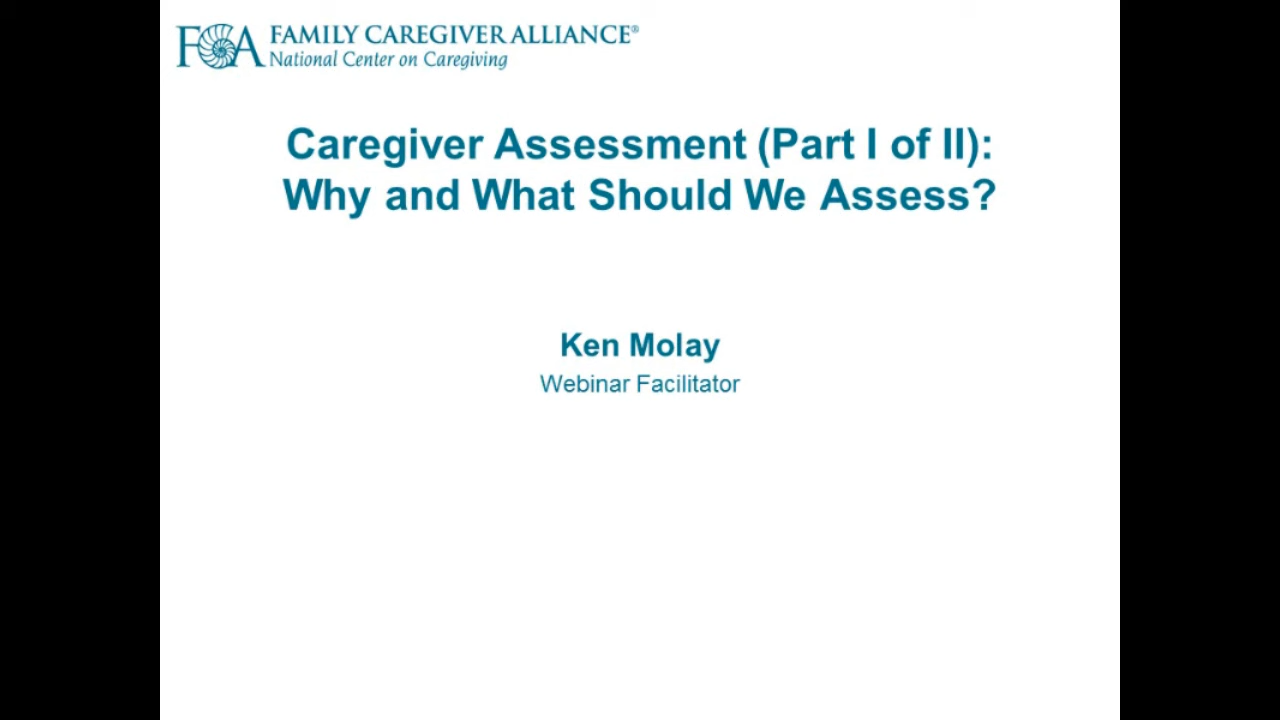 FCA FAMILY CAREGIVER ALLIANCE®
National Center on Caregiving
Caregiver Assessment (Part I of II):
Why and What Should We Assess?
Ken Molay
Webinar Facilitator